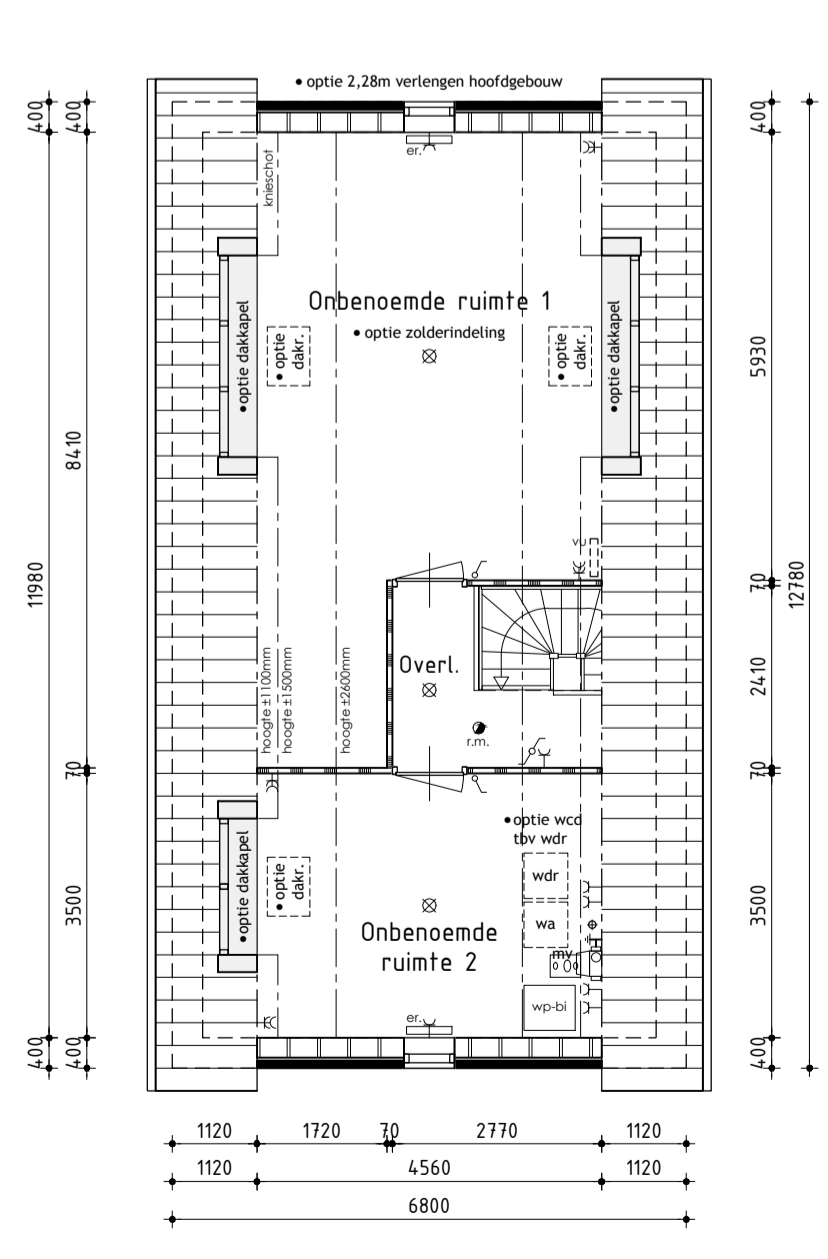 • optie 2,28m verlengen hoofdgebouw
400
400
400
er.
knieschot
Onbenoemde ruimte 1
• optie zolderindeling
• optie dakkapel
• optie
dakr.
• optie
dakr.
• optie dakkapel
5930
8410
11980
12780
vu
70
Overl.
2410
hoogte ±1100mm
hoogte ±1500mm
hoogte ±2600mm
r.m.
70
70
• optie wcd
tbv wdr
• optie dakkapel
• optie
dakr.
wdr
wa
3500
3500
Onbenoemde
ruimte 2
mv
wp-bi
er.
400
400
400
1120
1720
70
2770
1120
1120
4560
1120
6800